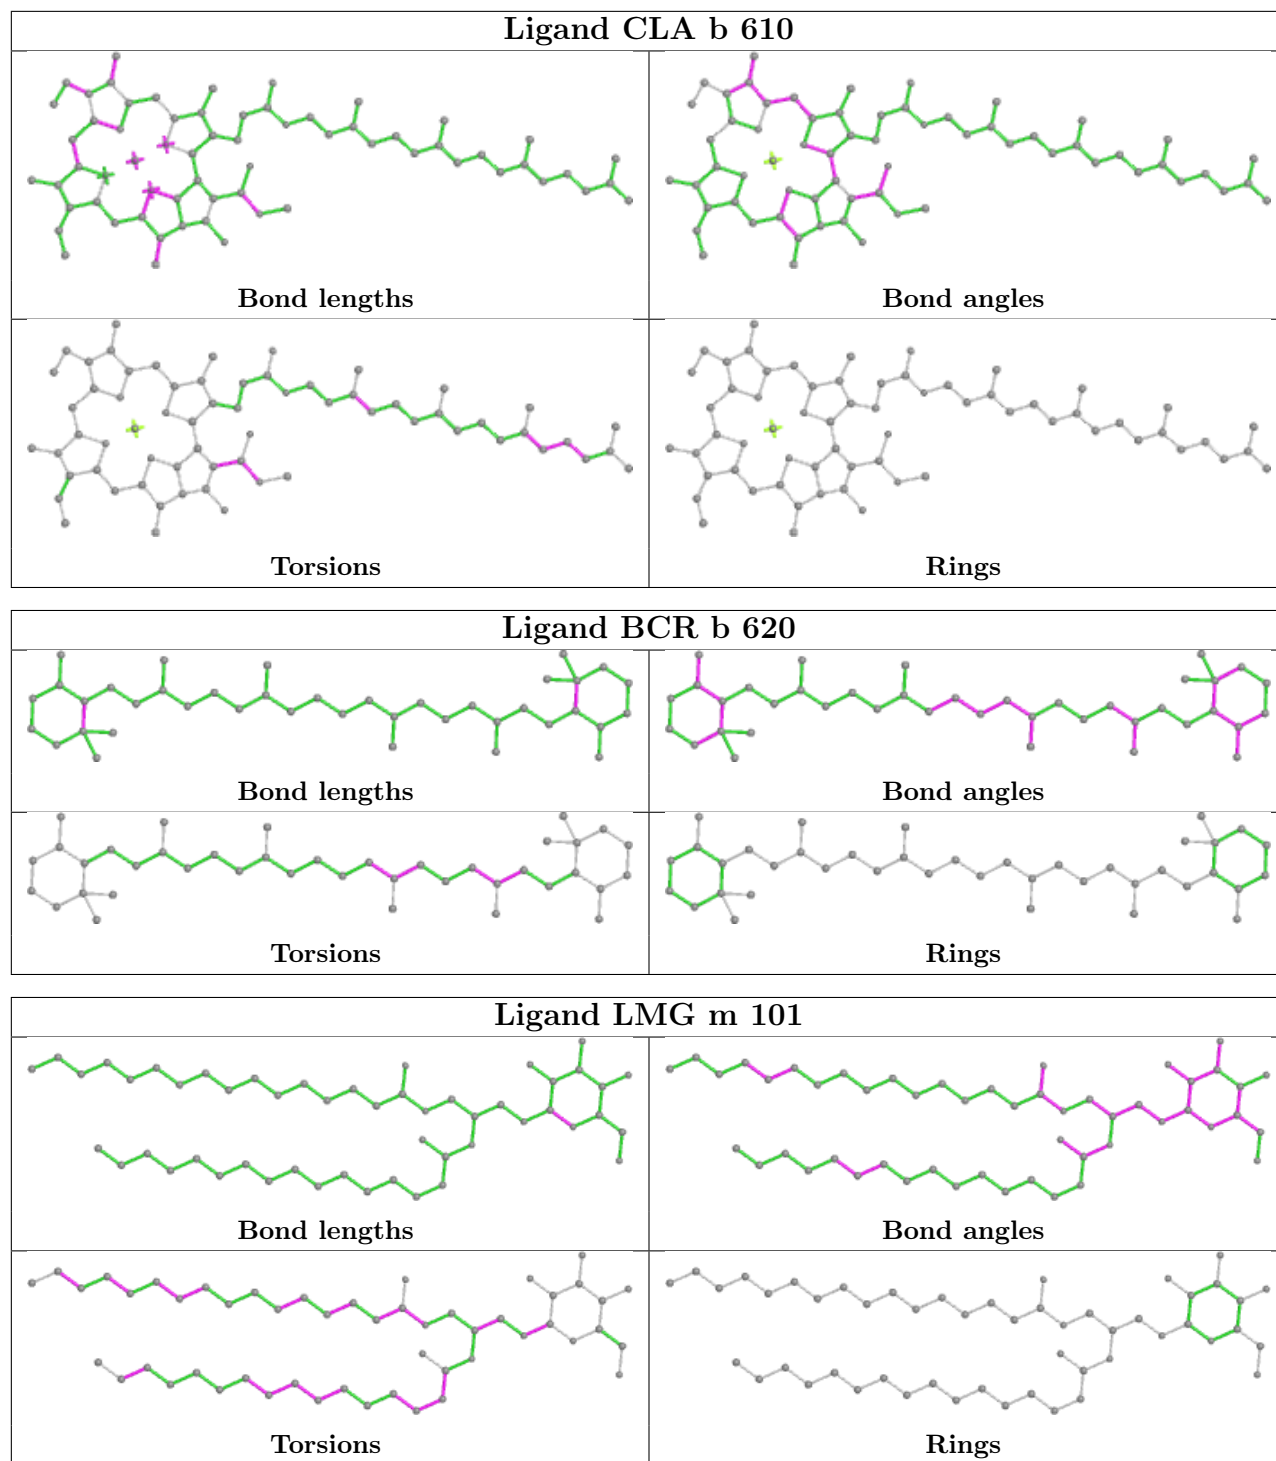 Ligand CLA b 610
Bond lengths
Bond angles
Torsions
Rings
Ligand BCR b 620
Bond lengths
Bond angles
Torsions
Rings
Ligand LMG m 101
Bond lengths
Bond angles
Torsions
Rings